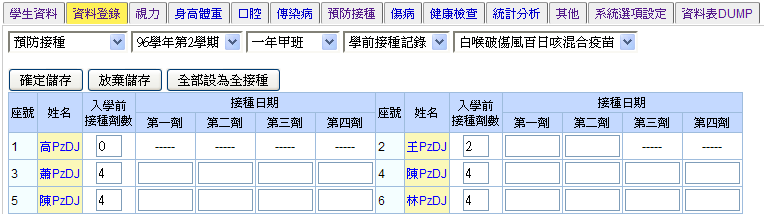 學生資料 資料登錄 視力 身高體重 口腔 傳染病 預防接種 傷病 健康檢查 統計分析 其他 系統選項設定 資料表DUMP
預防接種 96學年第2學期 一年甲班 學前接種記錄 白喉破傷風百日咳混合疫苗
確定儲存 放棄儲存 全部設為全接種
座號 姓名 入學前接種劑數 接種日期 座號 姓名 入學前接種劑數 接種日期
第一劑 第二劑 第三劑 第四劑 第一劑 第二劑 第三劑 第四劑
1 高PzDJ 0 ----- ----- ----- ----- 2 王PzDJ 2 ----- -----
3 蕭PzDJ 4 4 陳PzDJ 4
5 陳PzDJ 4 6 林PzDJ 4